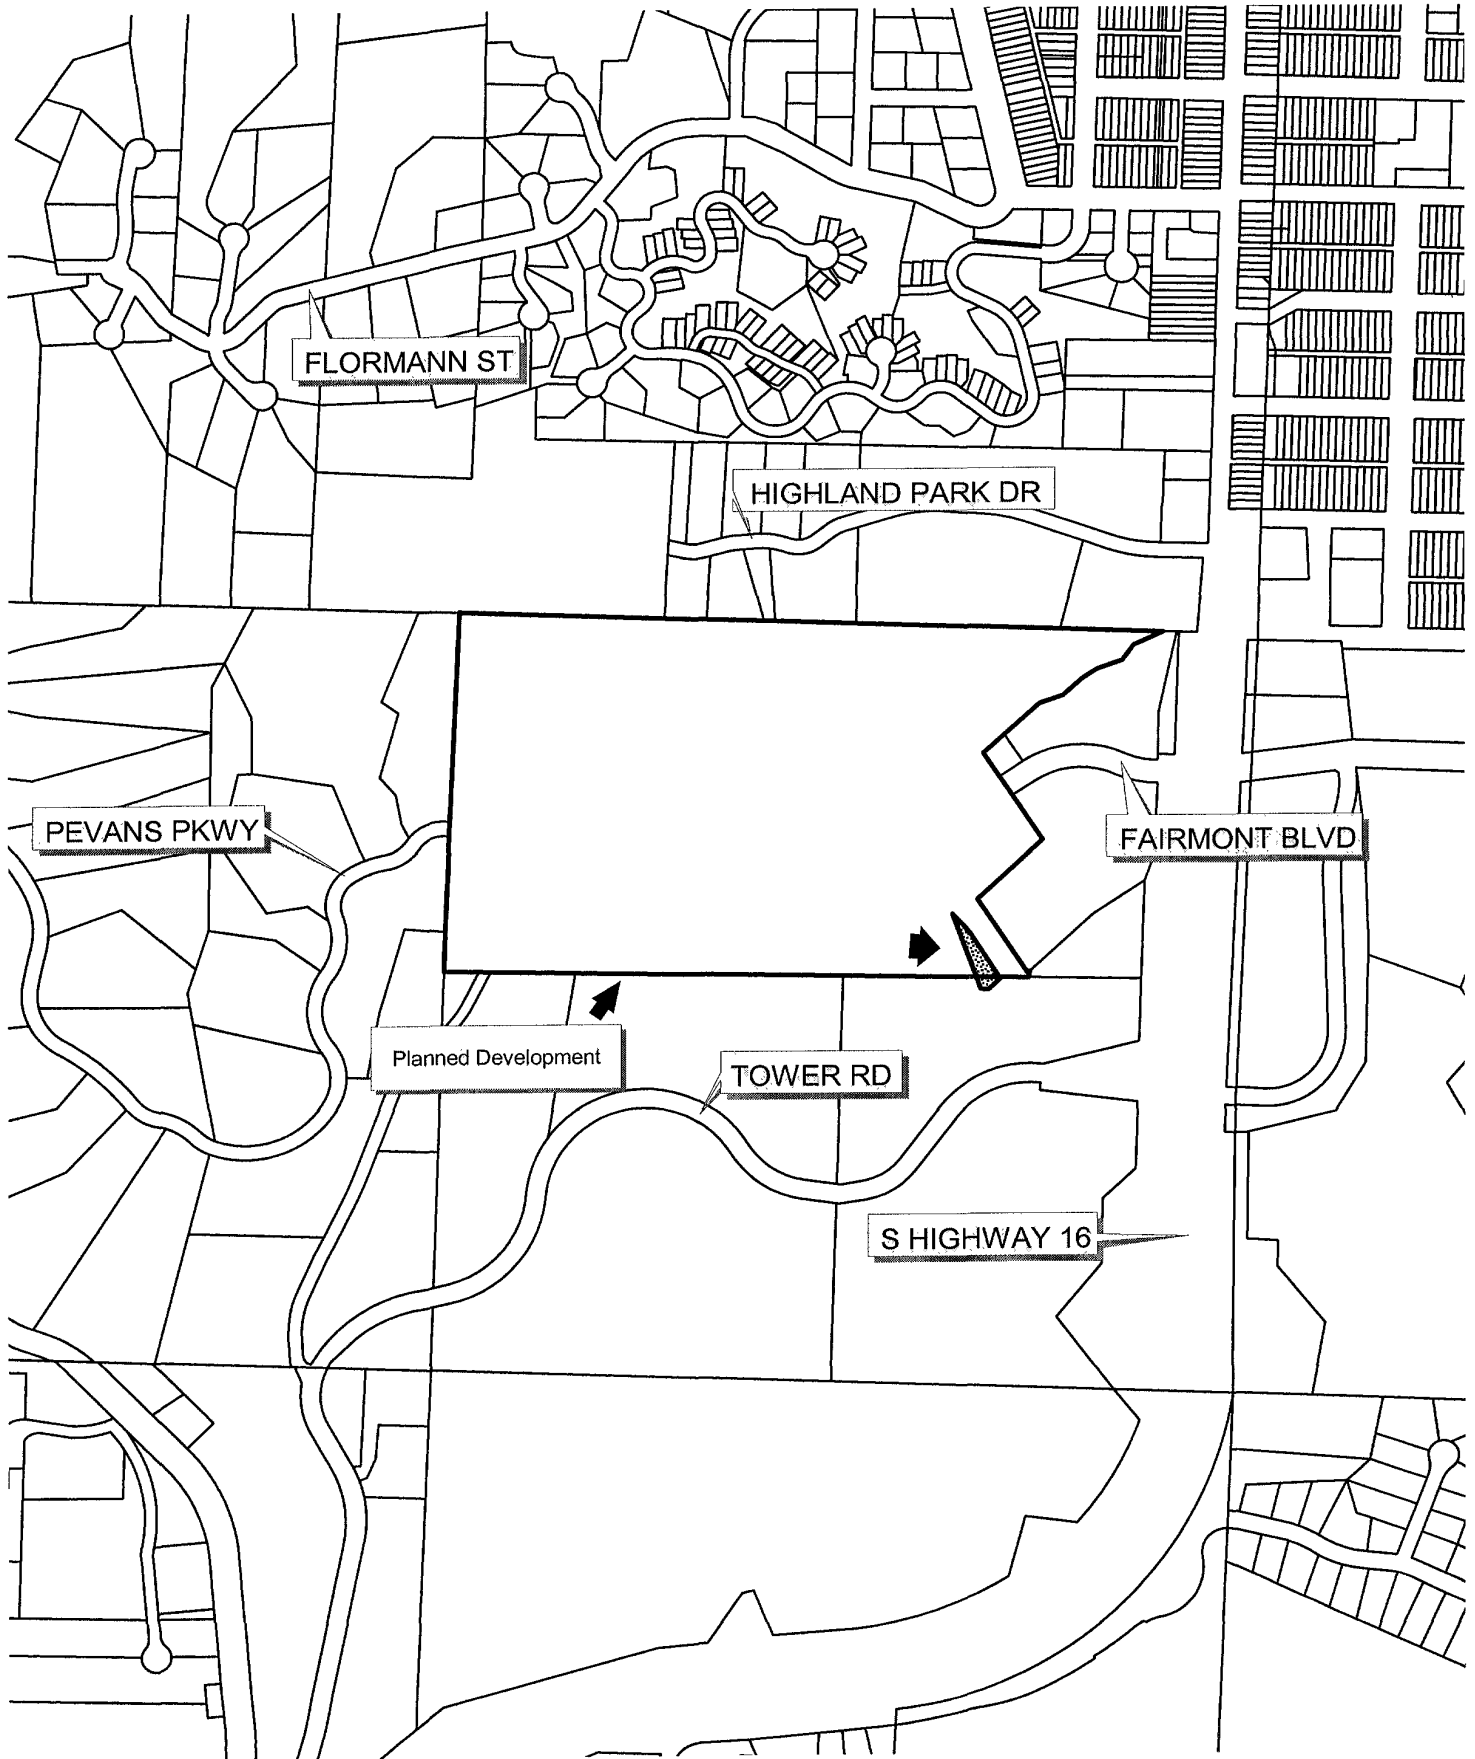 FLORMANN ST
HIGHLAND PARK DR
PEVANS PKWY
FAIRMONT BLVD
Planned Development
TOWER RD
S HIGHWAY 16